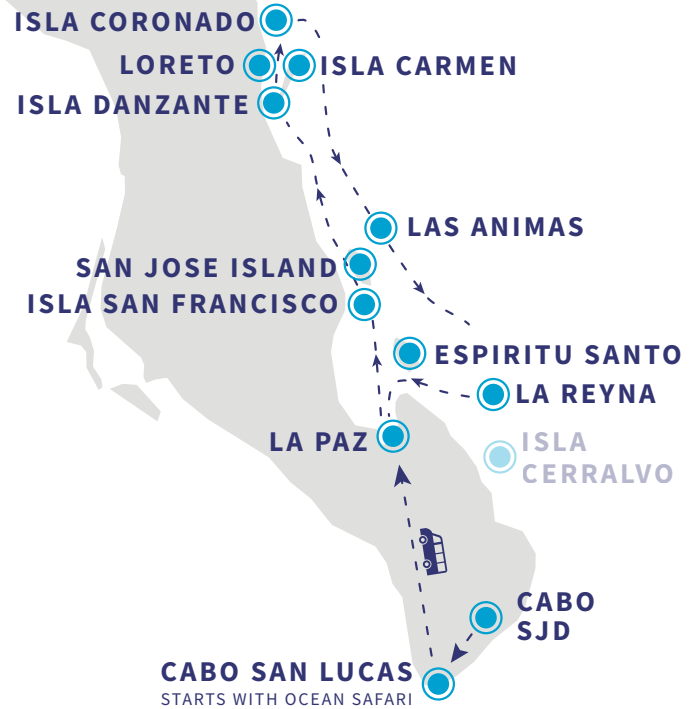 ISLA CORONADO
LORETO
ISLA CARMEN
ISLA DANZANTE
LAS ANIMAS
SAN JOSE ISLAND
ISLA SAN FRANCISCO
ESPIRITU SANTO
LA REYNA
LA PAZ
ISLA
CERRALVO
CABO
SJD
CABO SAN LUCAS
STARTS WITH OCEAN SAFARI